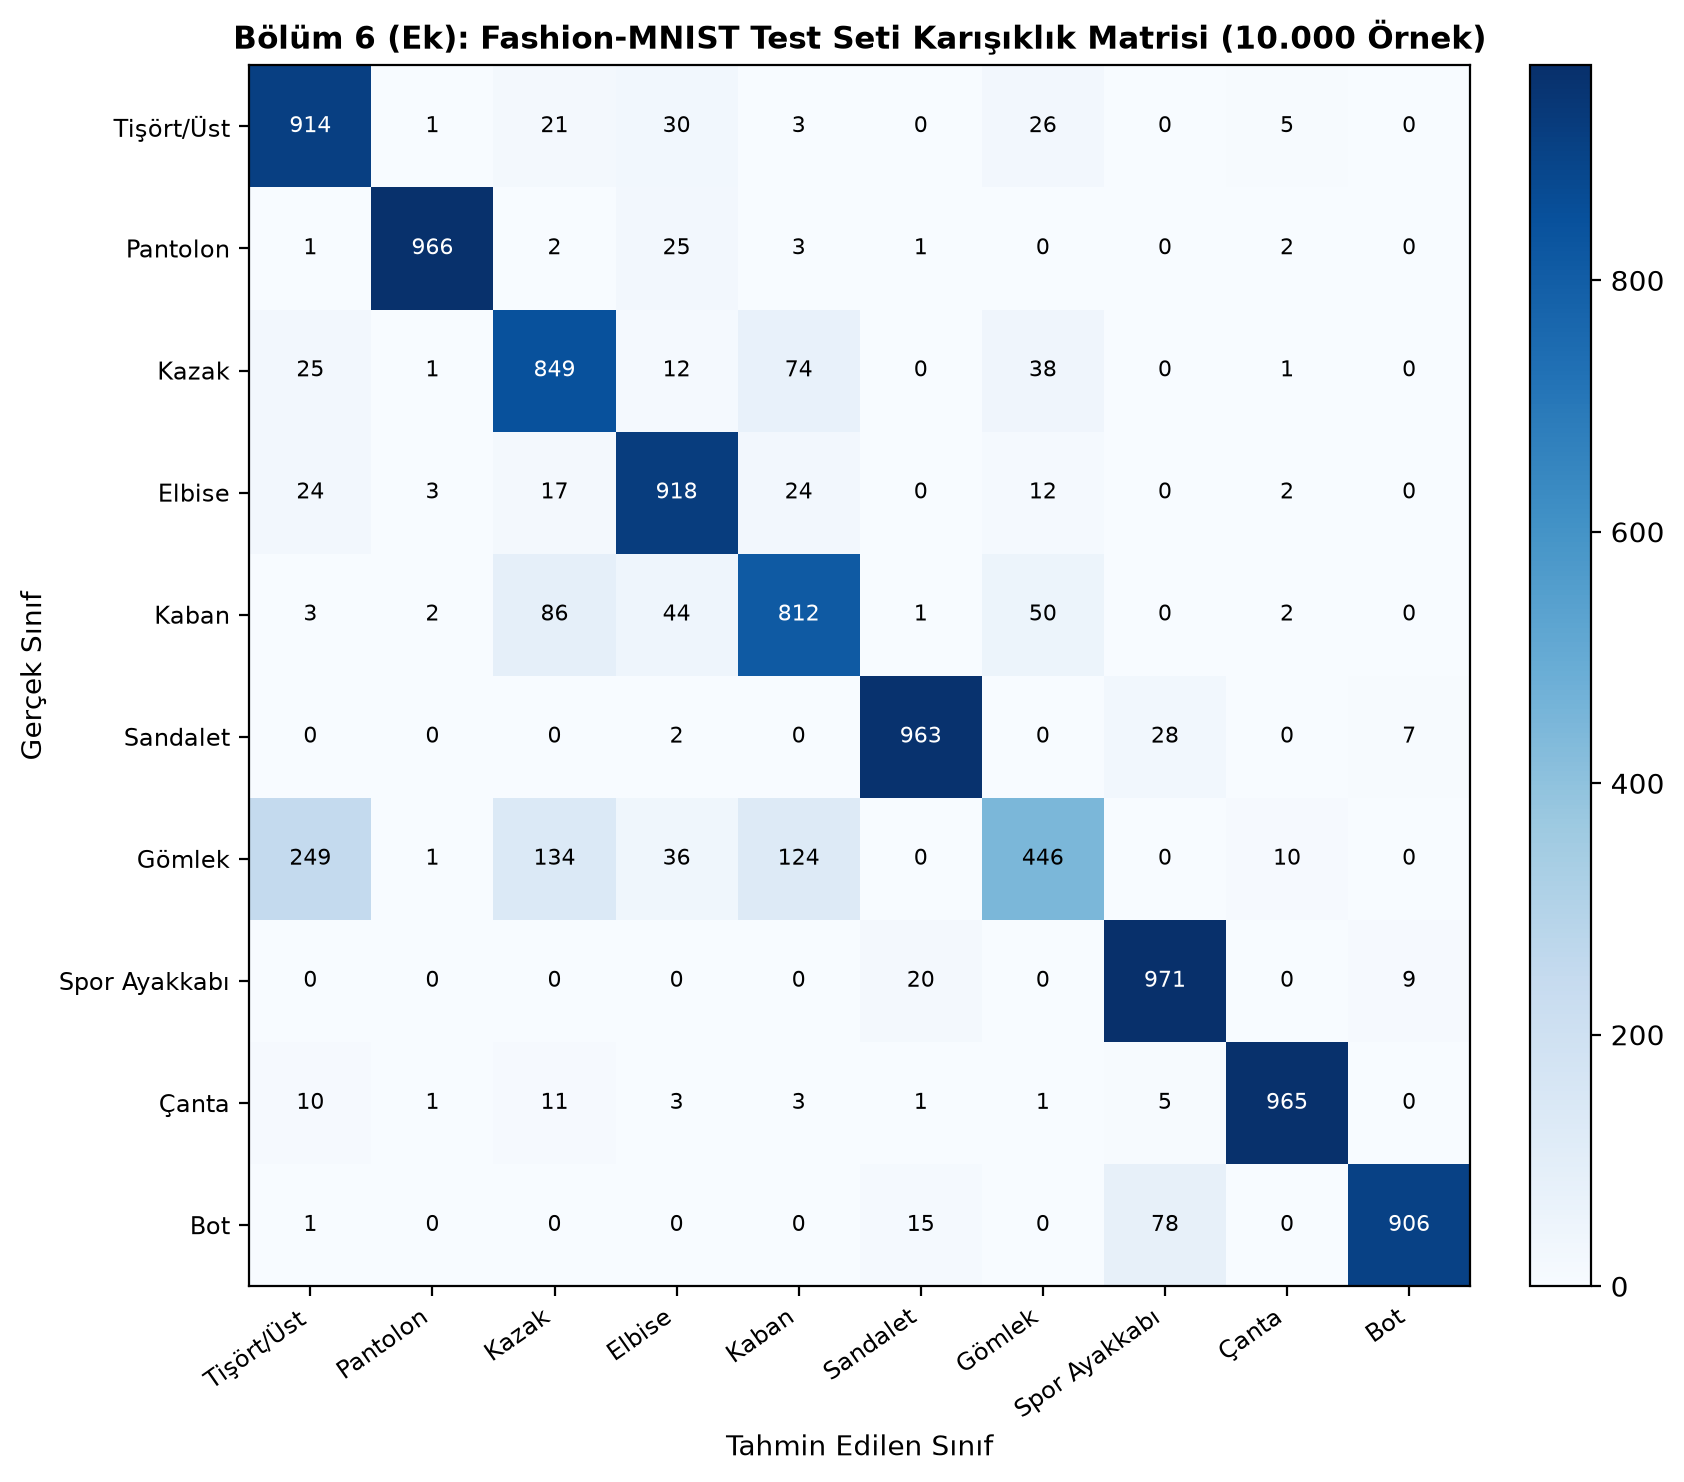 Bölüm 6 (Ek): Fashion-MNIST Test Seti Karışıklık Matrisi (10.000 Örnek)
Gerçek Sınıf
Tişört/Üst 914 1 21 30 3 0 26 0 5 0
Pantolon 1 966 2 25 3 1 0 0 2 0
Kazak 25 1 849 12 74 0 38 0 1 0
Elbise 24 3 17 918 24 0 12 0 2 0
Kaban 3 2 86 44 812 1 50 0 2 0
Sandalet 0 0 0 2 0 963 0 28 0 7
Gömlek 249 1 134 36 124 0 446 0 10 0
Spor Ayakkabı 0 0 0 0 0 20 0 971 0 9
Çanta 10 1 11 3 3 1 1 5 965 0
Bot 1 0 0 0 0 15 0 78 0 906
Tişört/Üst Pantolon Kazak Elbise Kaban Sandalet Gömlek Spor Ayakkabı Çanta Bot
Tahmin Edilen Sınıf
800
600
400
200
0